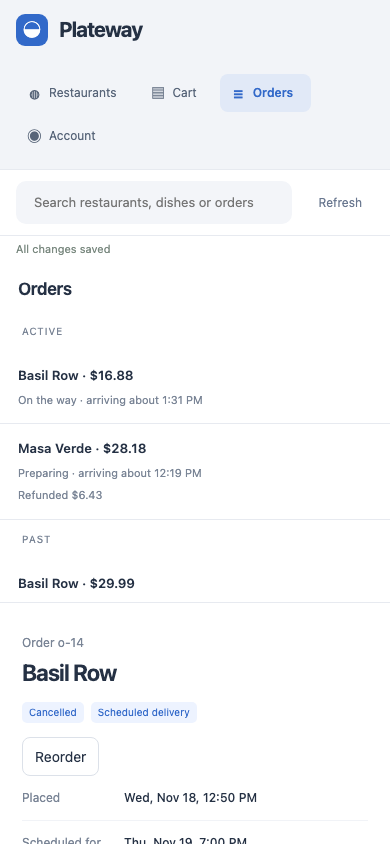 Plateway
Restaurants
Cart
Orders
Account
Search restaurants, dishes or orders
Refresh
All changes saved
Orders
ACTIVE
Basil Row · $16.88
On the way · arriving about 1:31 PM
Masa Verde · $28.18
Preparing · arriving about 12:19 PM
Refunded $6.43
PAST
Basil Row · $29.99
Order o-14
Basil Row
Cancelled Scheduled delivery
Reorder
Placed Wed, Nov 18, 12:50 PM
Scheduled for Thu, Nov 19, 7:00 PM